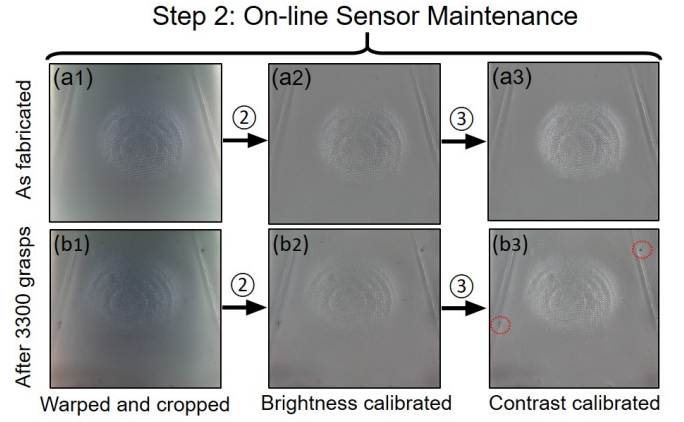 Step 2: On-line Sensor Maintenance
As fabricated
(a1)
②
(a2)
③
(a3)
After 3300 grasps
(b1)
②
(b2)
③
(b3)
Warped and cropped
Brightness calibrated
Contrast calibrated